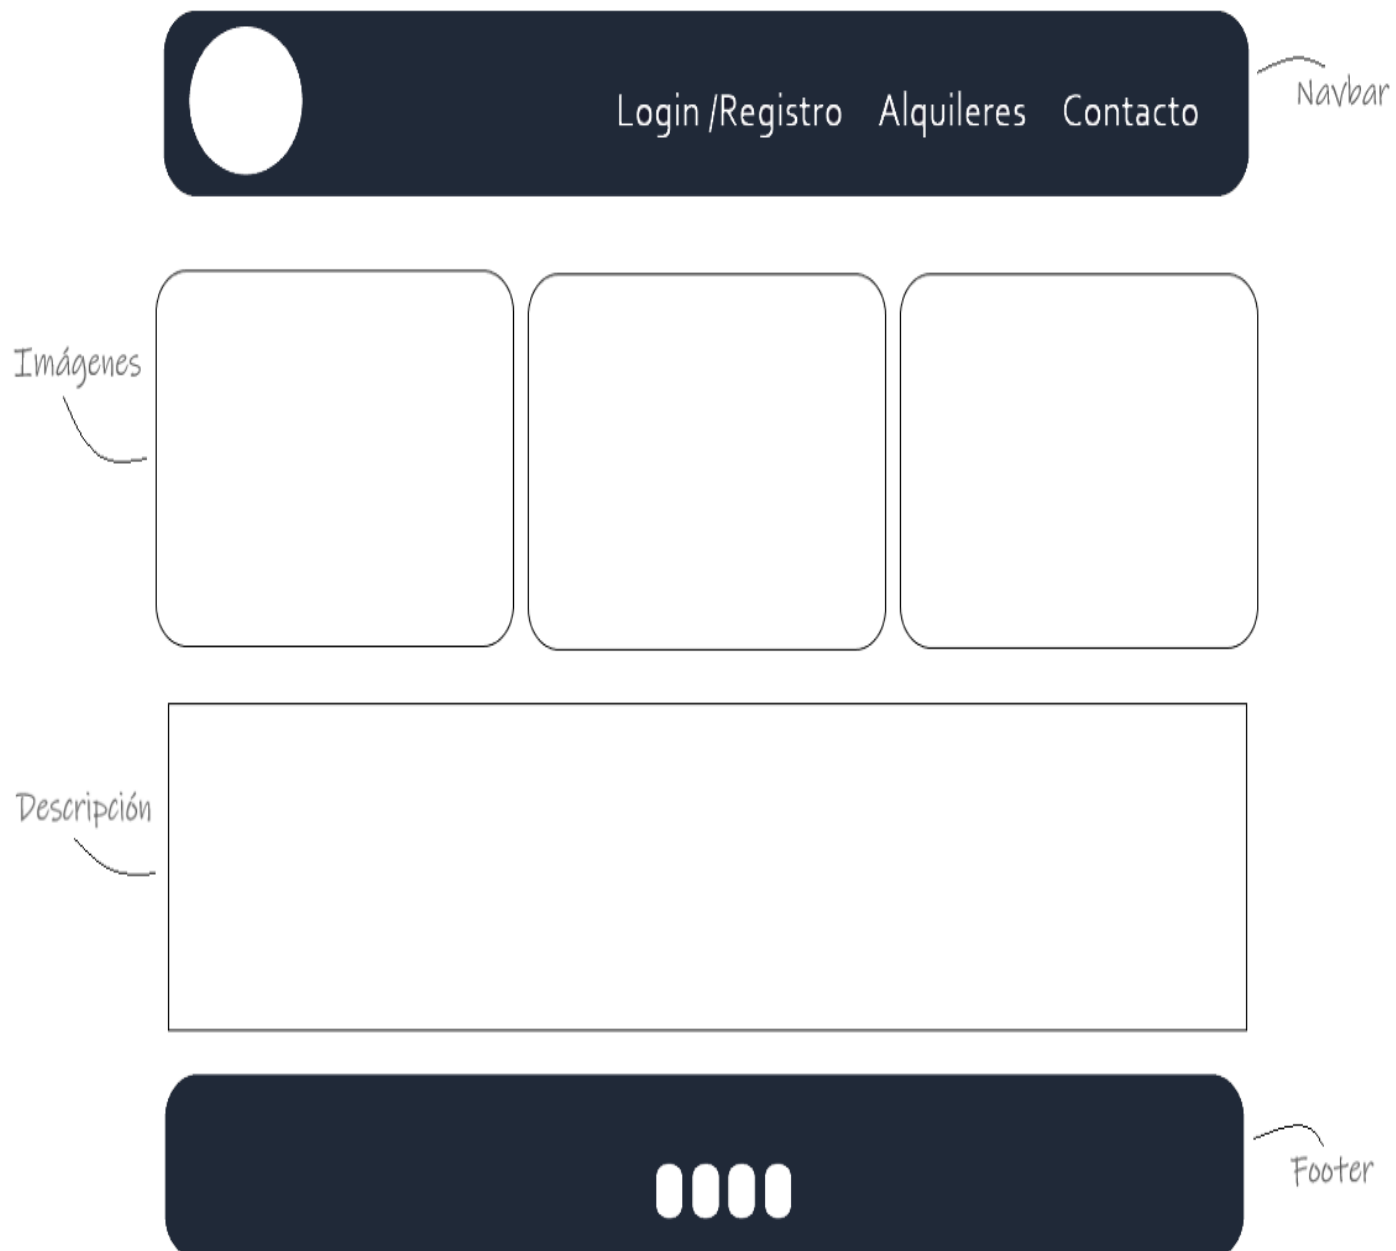 Login /Registro Alquileres Contacto
Navbar
Imágenes
Descripción
Footer